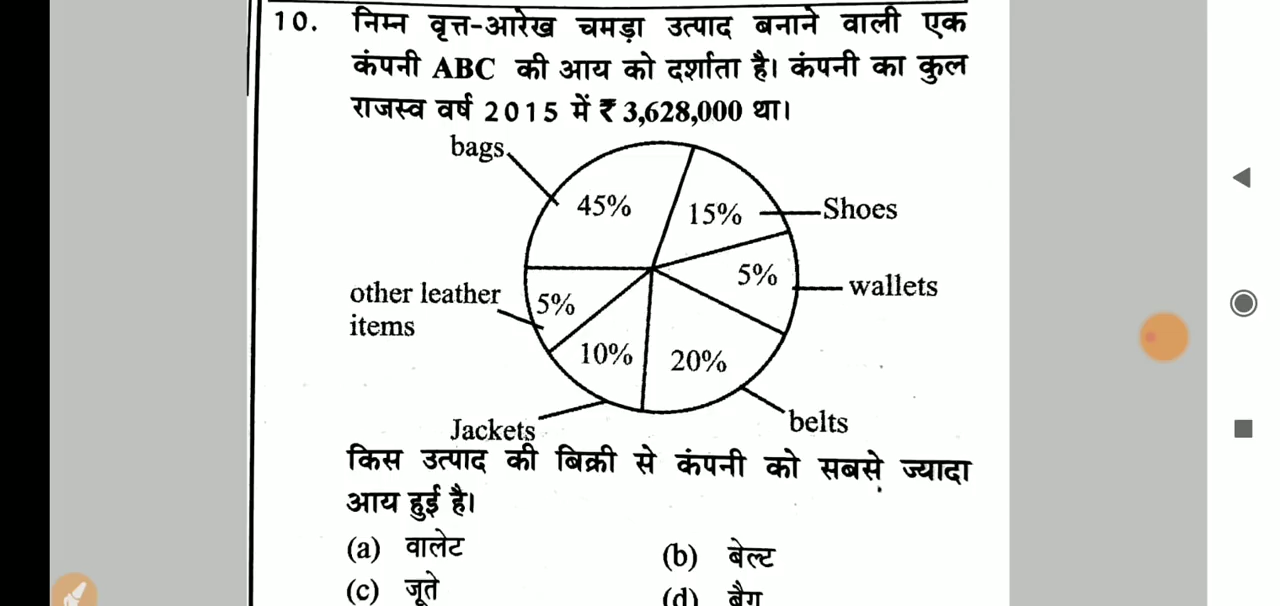 10. निम्न वृत्त-आरेख चमड़ा उत्पाद बनाने वाली एक
कंपनी ABC की आय को दर्शाता है। कंपनी का कुल
राजस्व वर्ष 2015 में ₹ 3,628,000 था।
bags
45%
15%
Shoes
5%
wallets
other leather
items
5%
10%
20%
Jackets
belts
किस उत्पाद की बिक्री से कंपनी को सबसे ज्यादा
आय हुई है।
(a) वालेट
(b) बेल्ट
(c) जूते
(d) बैग